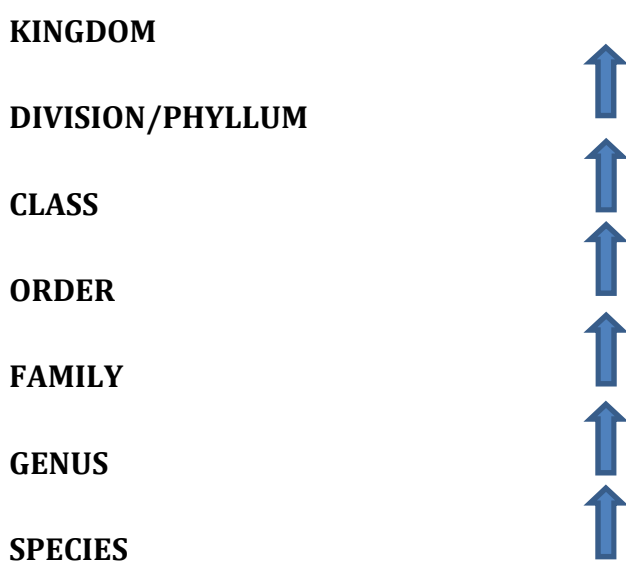 KINGDOM
DIVISION/PHYLLUM
CLASS
ORDER
FAMILY
GENUS
SPECIES